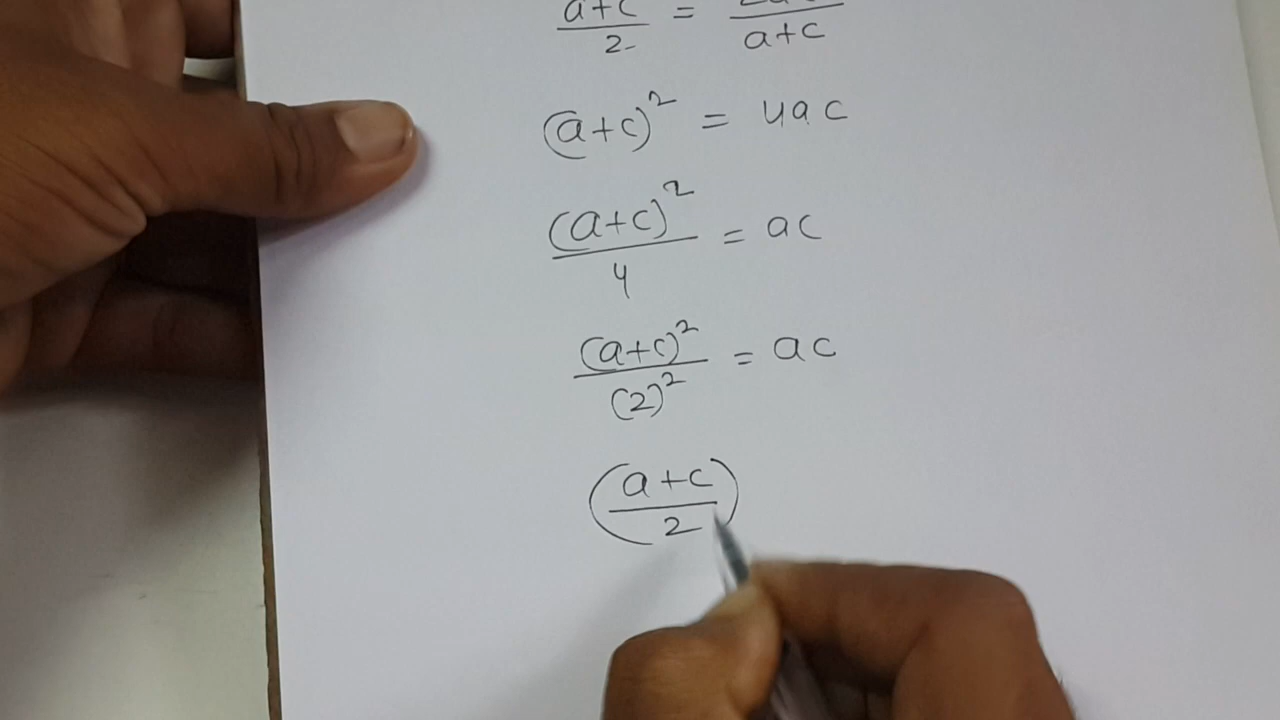 a+c/2 = 2ac/a+c
(a+c)² = 4ac
(a+c)²/4 = ac
(a+c)²/(2)² = ac
(a+c/2)